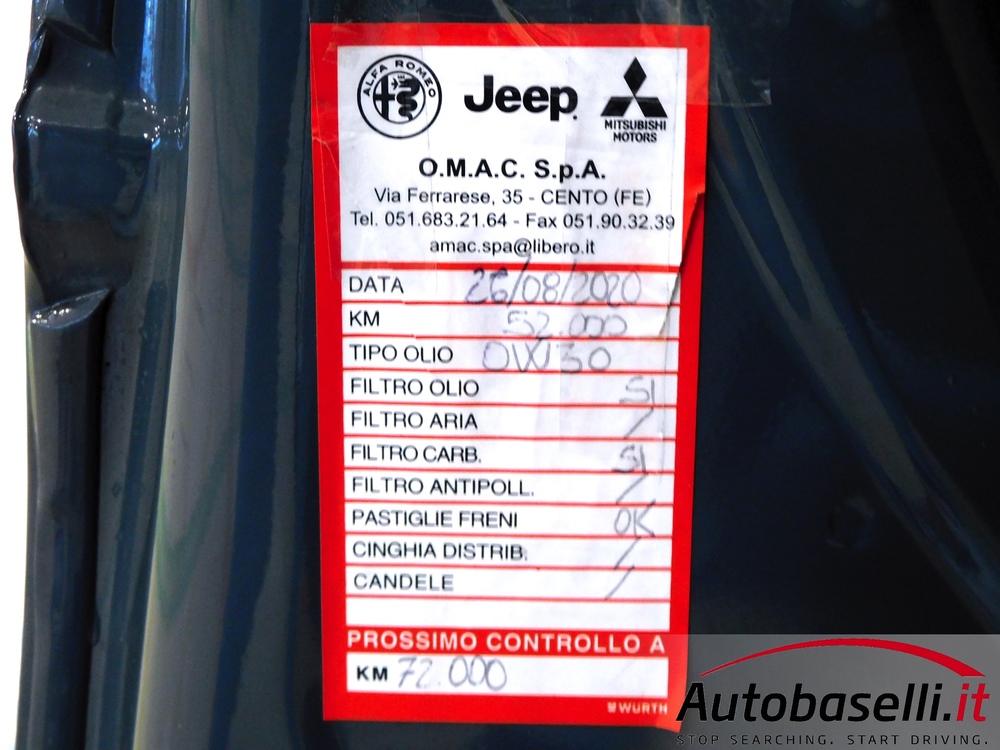 ALFA ROMEO
Jeep
MITSUBISHI
MOTORS
O.M.A.C. S.p.A.
Via Ferrarese, 35 - CENTO (FE)
Tel. 051.683.21.64 - Fax 051.90.32.39
amac.spa@libero.it
DATA 26/08/2020
KM 52.000
TIPO OLIO 0W30
FILTRO OLIO SI
FILTRO ARIA /
FILTRO CARB. SI
FILTRO ANTIPOLL. /
PASTIGLIE FRENI OK
CINGHIA DISTRIB. /
CANDELE /
PROSSIMO CONTROLLO A
KM 72.000
WÜRTH
Autobaselli.it
STOP SEARCHING. START DRIVING.